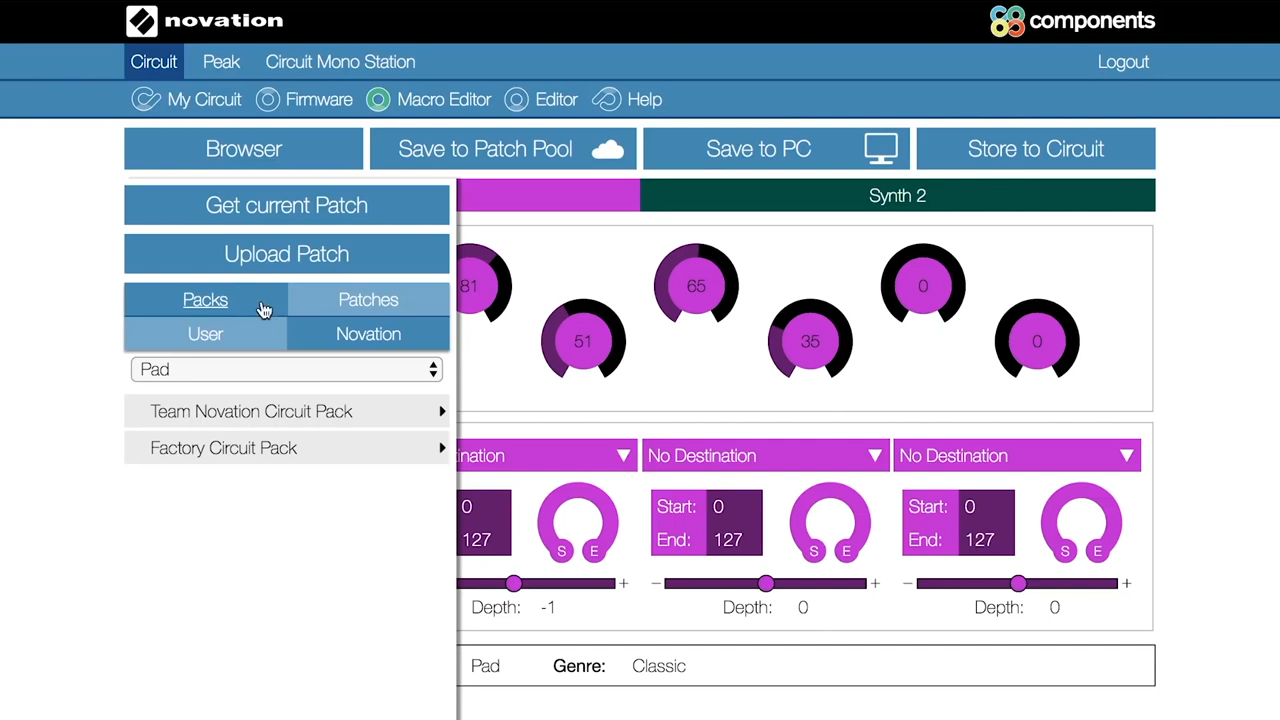 novation
components
Circuit Peak Circuit Mono Station Logout
My Circuit Firmware Macro Editor Editor Help
Browser Save to Patch Pool Save to PC Store to Circuit
Get current Patch
Synth 2
Upload Patch
Packs Patches
User Novation
Pad
Team Novation Circuit Pack
Factory Circuit Pack
81 65 0
51 35 0
ination No Destination No Destination
0 Start: 0 Start: 0
127 End: 127 End: 127
S E S E S E
+ − + − +
Depth: -1 Depth: 0 Depth: 0
Pad Genre: Classic